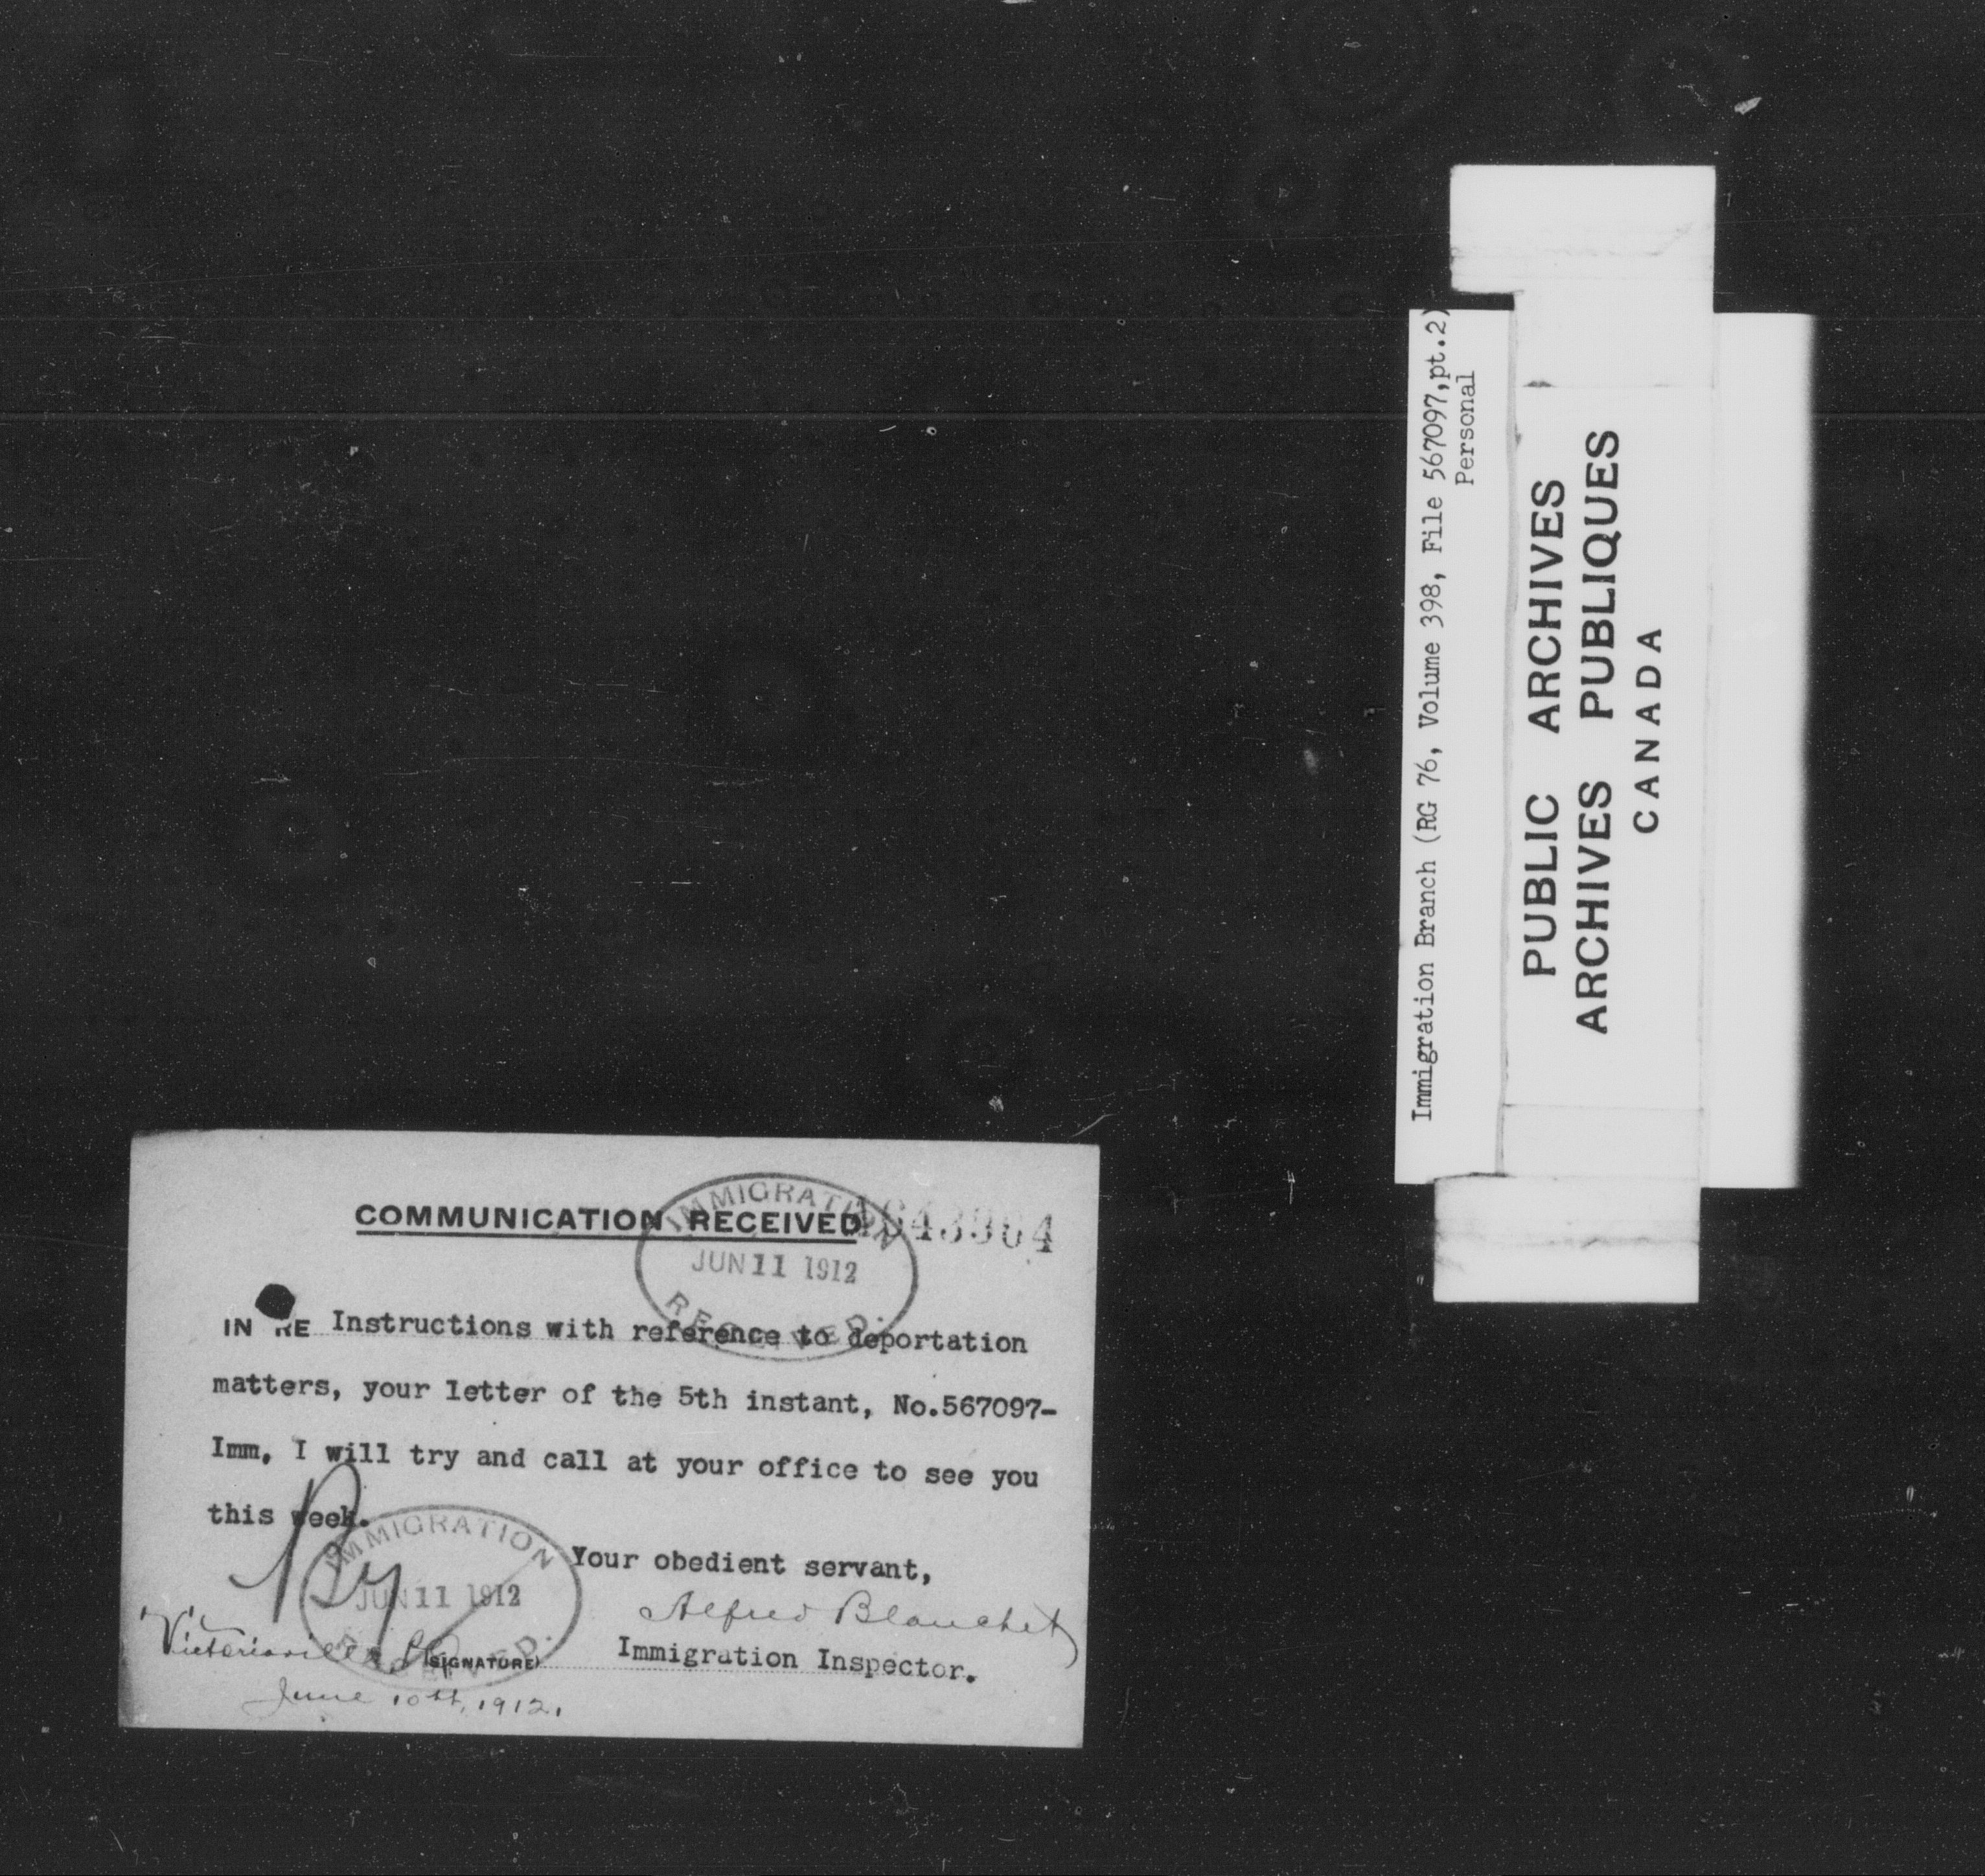 Immigration Branch (RG 76, Volume 398, File 567097,pt.2)
Personal
PUBLIC ARCHIVES
ARCHIVES PUBLIQUES
CANADA
COMMUNICATION RECEIVED
IMMIGRATION
JUN 11 1912
RECEIVED.
IN RE Instructions with reference to deportation
matters, your letter of the 5th instant, No.567097-
Imm, I will try and call at your office to see you
this week.
Your obedient servant,
IMMIGRATION
JUN 11 1912
RECEIVED.
Alfred Blanchet
Victoriaville
(SIGNATURE) Immigration Inspector.
June 10th, 1912.